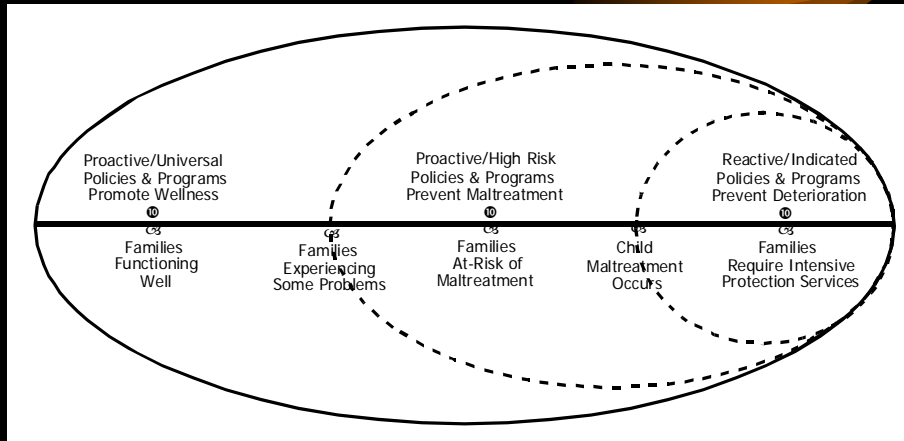 Proactive/Universal
Policies & Programs
Promote Wellness
❿
Proactive/High Risk
Policies & Programs
Prevent Maltreatment
❿
Reactive/Indicated
Policies & Programs
Prevent Deterioration
❿
Families
Functioning
Well
Families
Experiencing
Some Problems
Families
At-Risk of
Maltreatment
Child
Maltreatment
Occurs
Families
Require Intensive
Protection Services